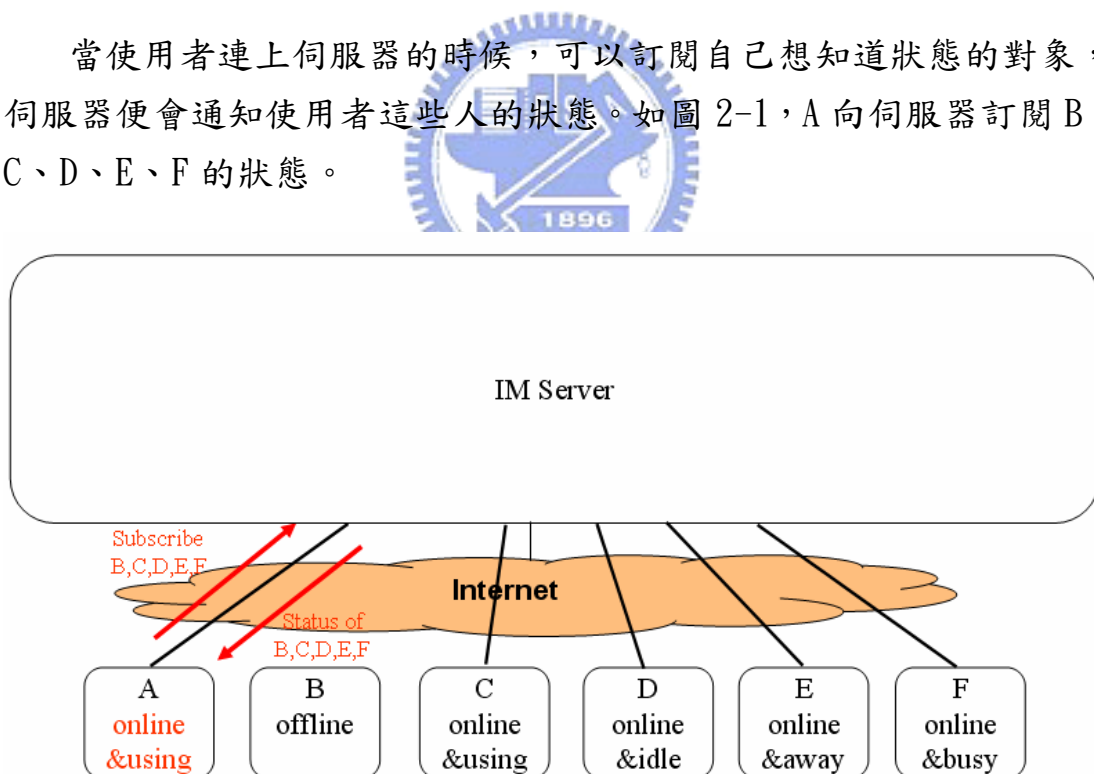 當使用者連上伺服器的時候，可以訂閱自己想知道狀態的對象，
伺服器便會通知使用者這些人的狀態。如圖 2-1，A 向伺服器訂閱 B
C、D、E、F 的狀態。
1896
IM Server
Subscribe
B,C,D,E,F
Internet
Status of
B,C,D,E,F
A
online
&using
B
offline
C
online
&using
D
online
&idle
E
online
&away
F
online
&busy